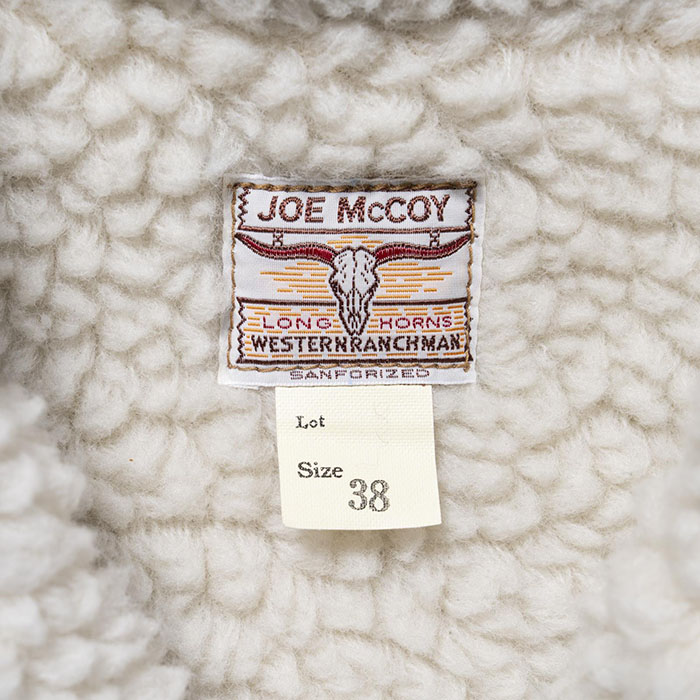 JOE McCOY
LONG HORNS
WESTERNRANCHMAN
SANFORIZED
Lot
Size 38